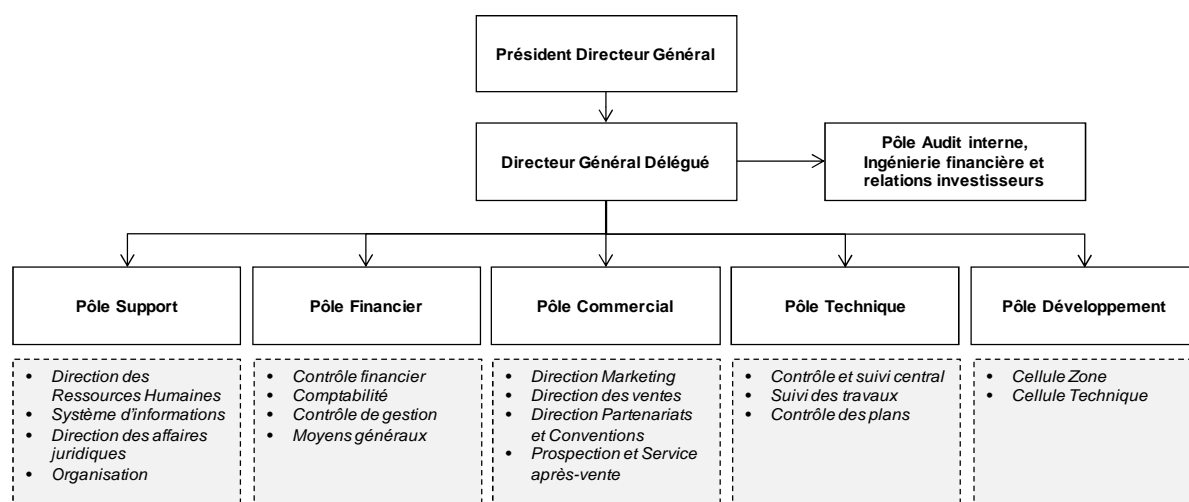 Président Directeur Général
Directeur Général Délégué
Pôle Audit interne,
Ingénierie financière et
relations investisseurs
Pôle Support
Pôle Financier
Pôle Commercial
Pôle Technique
Pôle Développement
• Direction des
Ressources Humaines
• Système d'informations
• Direction des affaires
juridiques
• Organisation
• Contrôle financier
• Comptabilité
• Contrôle de gestion
• Moyens généraux
• Direction Marketing
• Direction des ventes
• Direction Partenariats
et Conventions
• Prospection et Service
après-vente
• Contrôle et suivi central
• Suivi des travaux
• Contrôle des plans
• Cellule Zone
• Cellule Technique